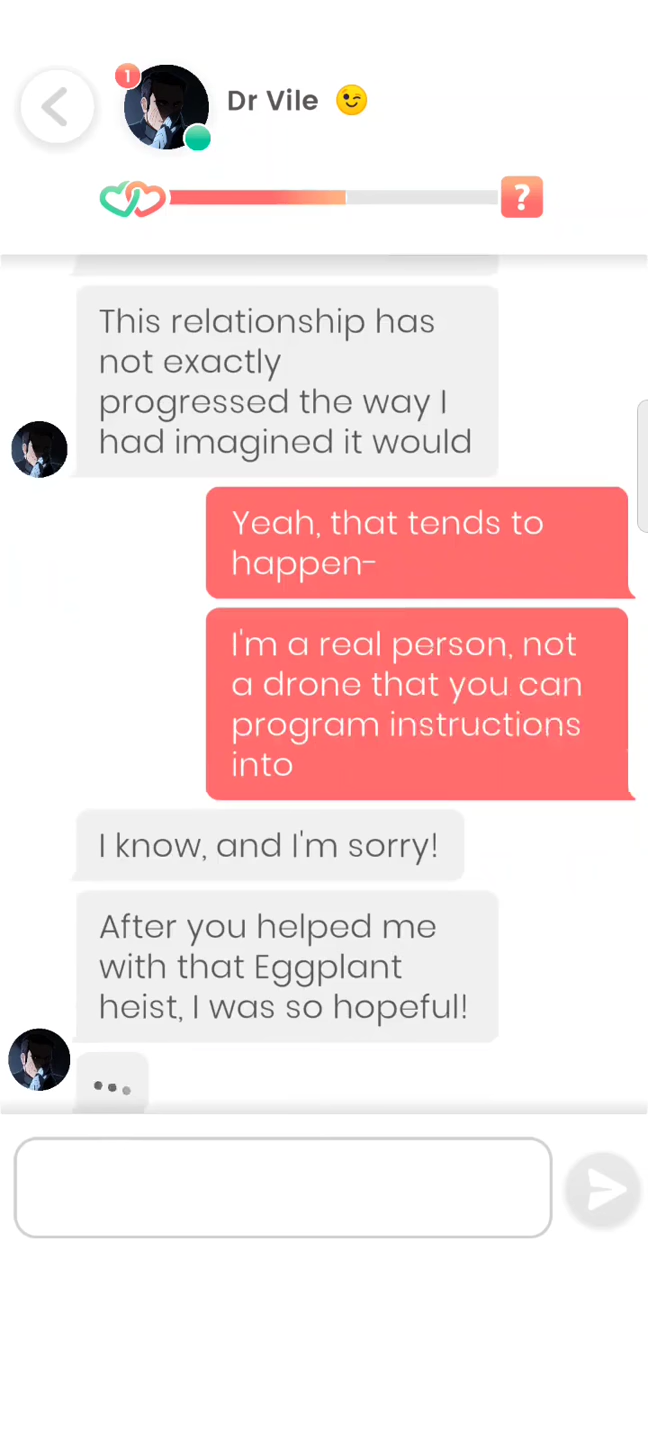 1
Dr Vile 😉
?
This relationship has
not exactly
progressed the way I
had imagined it would
Yeah, that tends to
happen-
I'm a real person, not
a drone that you can
program instructions
into
I know, and I'm sorry!
After you helped me
with that Eggplant
heist, I was so hopeful!